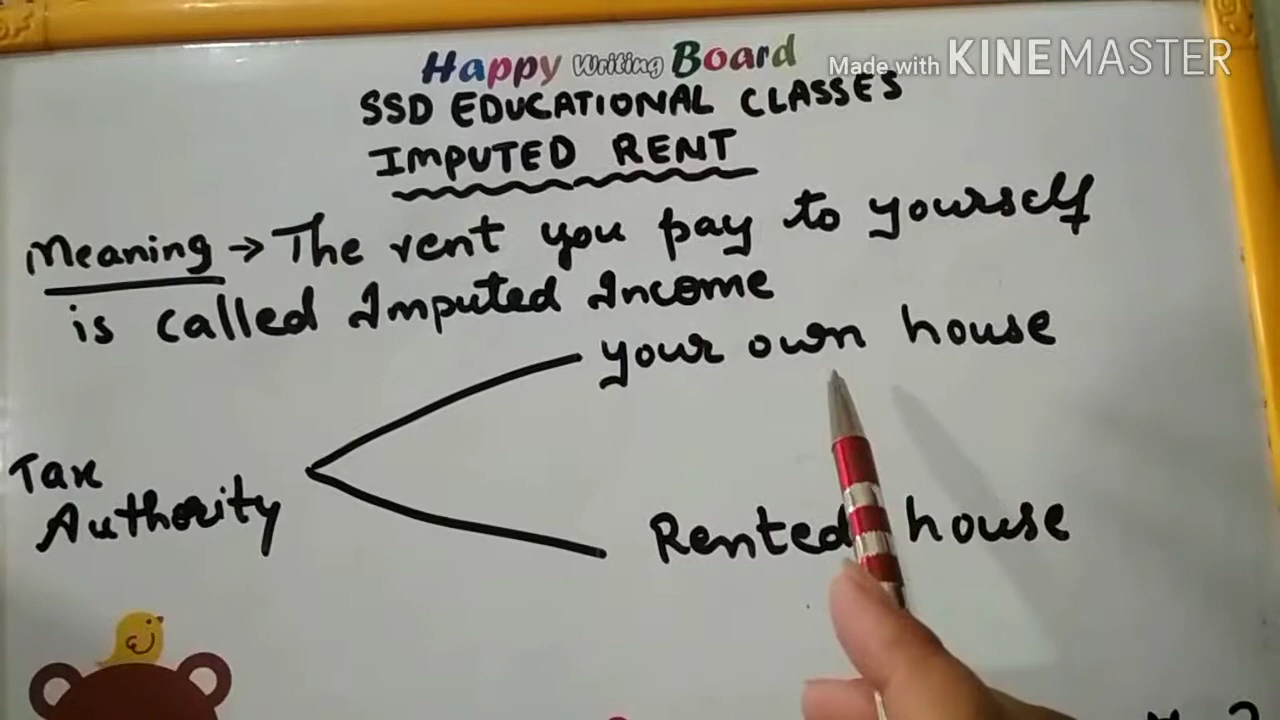 Happy Writing Board
Made with KINEMASTER
SSD EDUCATIONAL CLASSES
IMPUTED RENT
Meaning → The rent you pay to yourself
is called Imputed Income
your own house
Tax
Authority
Rented house